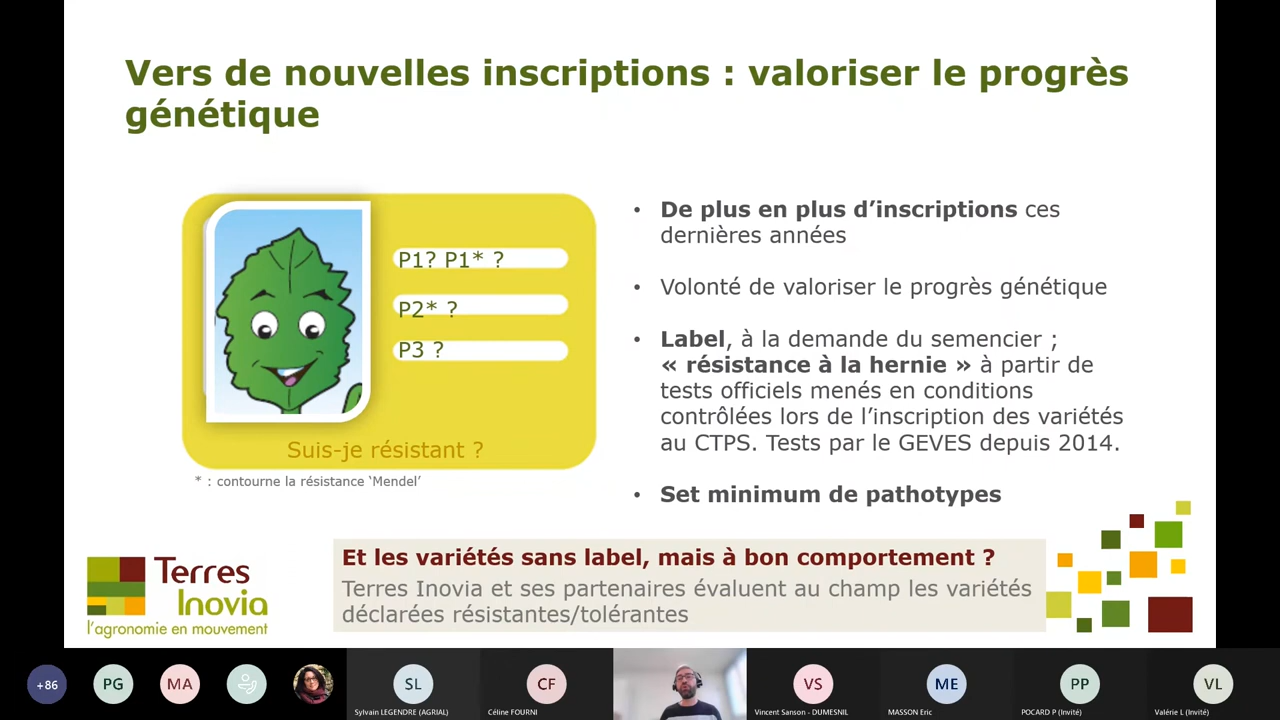 Vers de nouvelles inscriptions : valoriser le progrès
génétique
P1? P1* ?
P2* ?
P3 ?
Suis-je résistant ?
* : contourne la résistance ‘Mendel’
• De plus en plus d’inscriptions ces
dernières années
• Volonté de valoriser le progrès génétique
• Label, à la demande du semencier ;
« résistance à la hernie » à partir de
tests officiels menés en conditions
contrôlées lors de l’inscription des variétés
au CTPS. Tests par le GEVES depuis 2014.
• Set minimum de pathotypes
Et les variétés sans label, mais à bon comportement ?
Terres Inovia et ses partenaires évaluent au champ les variétés
déclarées résistantes/tolérantes
Terres
Inovia
l’agronomie en mouvement
+86
PG
MA
SL
CF
VS
ME
PP
VL
Sylvain LEGENDRE (AGRIAL)
Céline FOURNI
Vincent Sanson - DUMESNIL
MASSON Eric
POCARD P (Invité)
Valérie L (Invité)